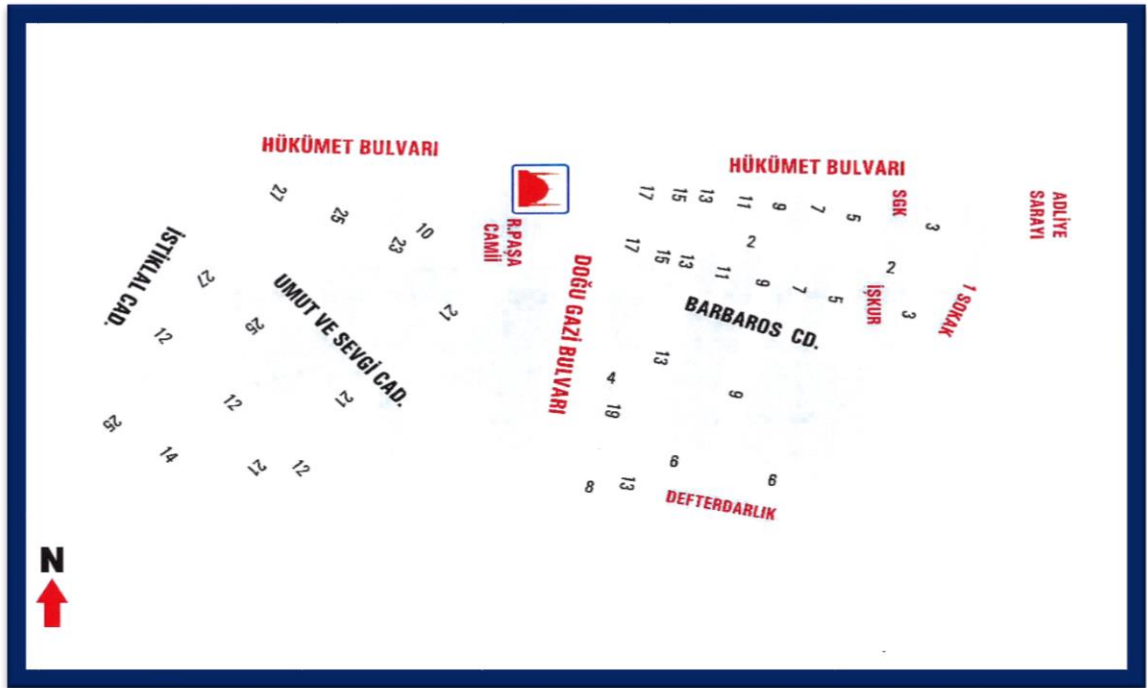 HÜKÜMET BULVARI
HÜKÜMET BULVARI
27
25
10
23
R.PAŞA
CAMİİ
17
15
13
11
9
7
5
SGK
3
ADLİYE
SARAYI
İSTİKLAL CAD.
27
UMUT VE SEVGİ CAD.
21
DOĞU GAZİ BULVARI
17
15
13
2
11
9
7
5
2
İŞKUR
3
1 SOKAK
BARBAROS CD.
12
25
13
4
9
12
21
19
25
14
21
12
6
6
8
13
DEFTERDARLIK
N